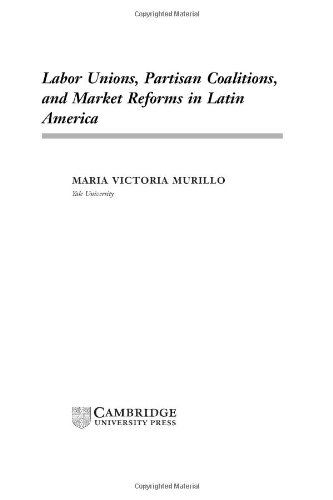 Copyrighted Material
Labor Unions, Partisan Coalitions,
and Market Reforms in Latin
America
MARIA VICTORIA MURILLO
Yale University
CAMBRIDGE
UNIVERSITY PRESS
Copyrighted Material